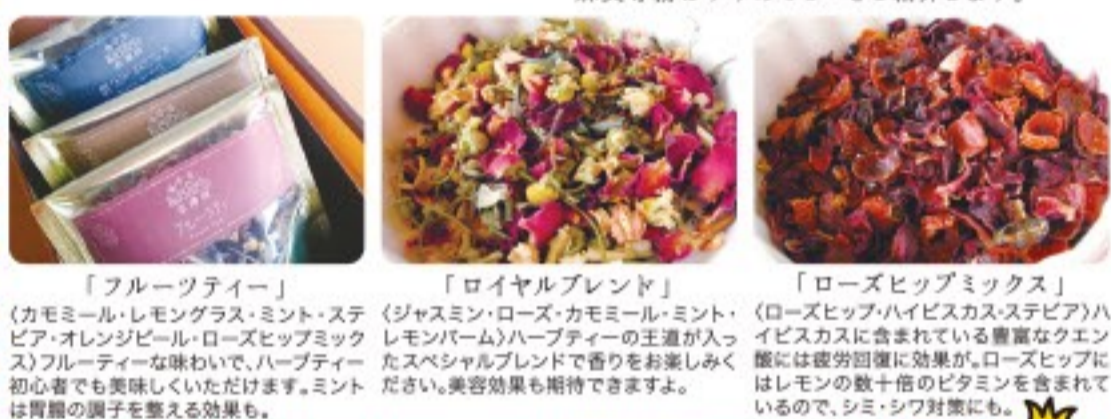 「フルーツティー」
〈カモミール・レモングラス・ミント・ステ
ビア・オレンジピール・ローズヒップミック
ス〉フルーティーな味わいで、ハーブティー
初心者でも美味しくいただけます。ミント
は胃腸の調子を整える効果も。
「ロイヤルブレンド」
〈ジャスミン・ローズ・カモミール・ミント・
レモンバーム〉ハーブティーの王道が入っ
たスペシャルブレンドで香りをお楽しみく
ださい。美容効果も期待できますよ。
「ローズヒップミックス」
〈ローズヒップ・ハイビスカス・ステビア〉ハ
イビスカスに含まれている豊富なクエン
酸には疲労回復に効果が。ローズヒップに
はレモンの数十倍のビタミンを含まれて
いるので、シミ・シワ対策にも。